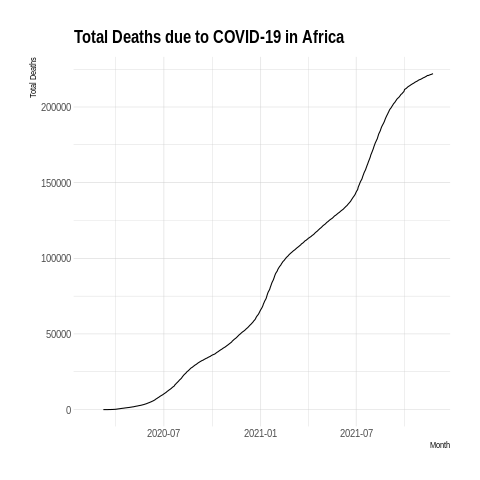 Total Deaths due to COVID-19 in Africa
Total Deaths
200000
150000
100000
50000
0
2020-07 2021-01 2021-07
Month